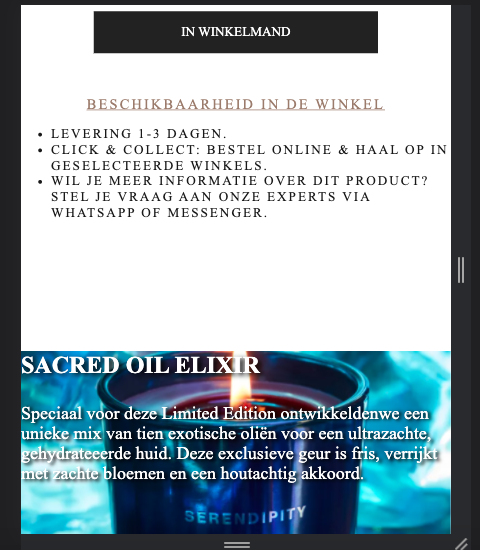 IN WINKELMAND
BESCHIKBAARHEID IN DE WINKEL
• LEVERING 1-3 DAGEN.
• CLICK & COLLECT: BESTEL ONLINE & HAAL OP IN
GESELECTEERDE WINKELS.
• WIL JE MEER INFORMATIE OVER DIT PRODUCT?
STEL JE VRAAG AAN ONZE EXPERTS VIA
WHATSAPP OF MESSENGER.
SACRED OIL ELIXIR
Speciaal voor deze Limited Edition ontwikkeldenwe een
unieke mix van tien exotische oliën voor een ultrazachte,
gehydrateeerde huid. Deze exclusieve geur is fris, verrijkt
met zachte bloemen en een houtachtig akkoord.
SERENDIPITY